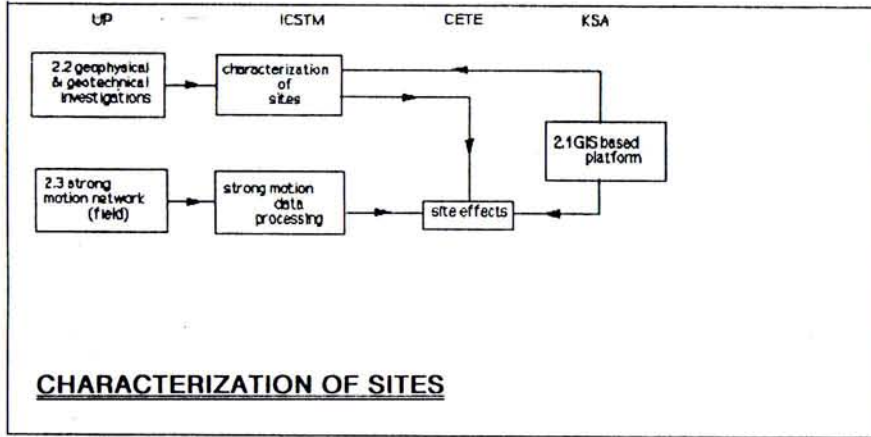 UP ICSTM CETE KSA
2.2 geophysical
& geotechnical
investigations
characterization
of
sites
2.1 GIS based
platform
2.3 strong
motion network
(field)
strong motion
data
processing
site effects
CHARACTERIZATION OF SITES